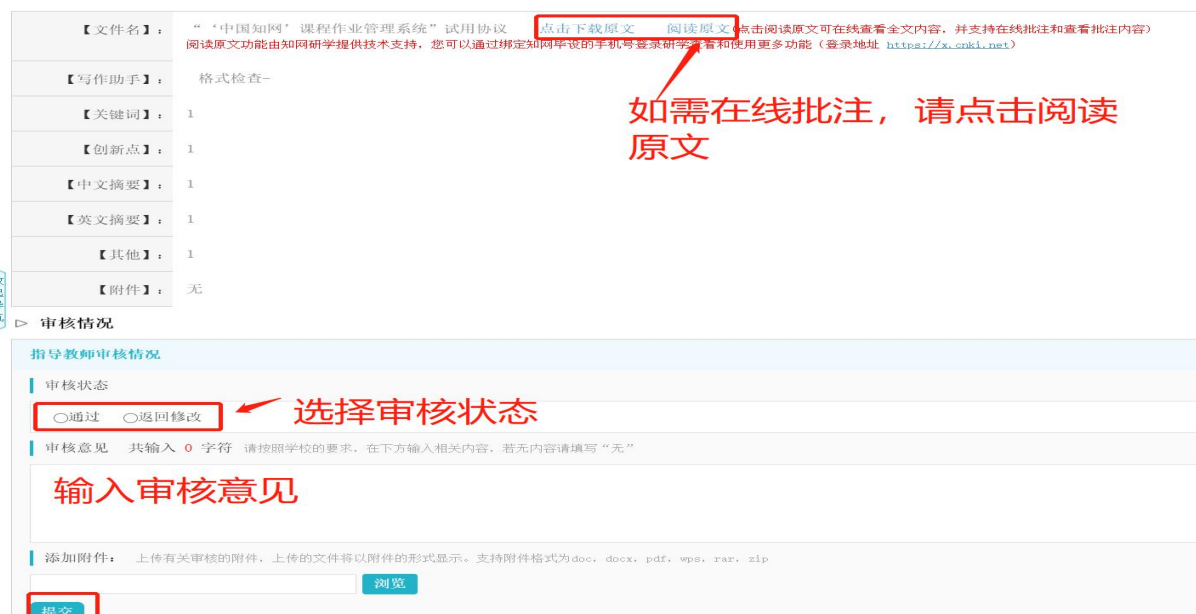 【文件名】： “‘中国知网’课程作业管理系统”试用协议 点击下载原文 阅读原文(点击阅读原文可在线查看全文内容，并支持在线批注和查看批注内容)
阅读原文功能由知网研学提供技术支持，您可以通过绑定知网毕设的手机号登录研学查看和使用更多功能（登录地址 https://x.cnki.net）
【写作助手】： 格式检查-
如需在线批注，请点击阅读
原文
【关键词】： 1
【创新点】： 1
【中文摘要】： 1
【英文摘要】： 1
【其他】： 1
【附件】： 无
▷ 审核情况
指导教师审核情况
审核状态
○通过 ○返回修改
选择审核状态
审核意见 共输入 0 字符 请按照学校的要求，在下方输入相关内容，若无内容请填写“无”
输入审核意见
添加附件： 上传有关审核的附件，上传的文件将以附件的形式显示。支持附件格式为doc，docx，pdf，wps，rar，zip
浏览
提交